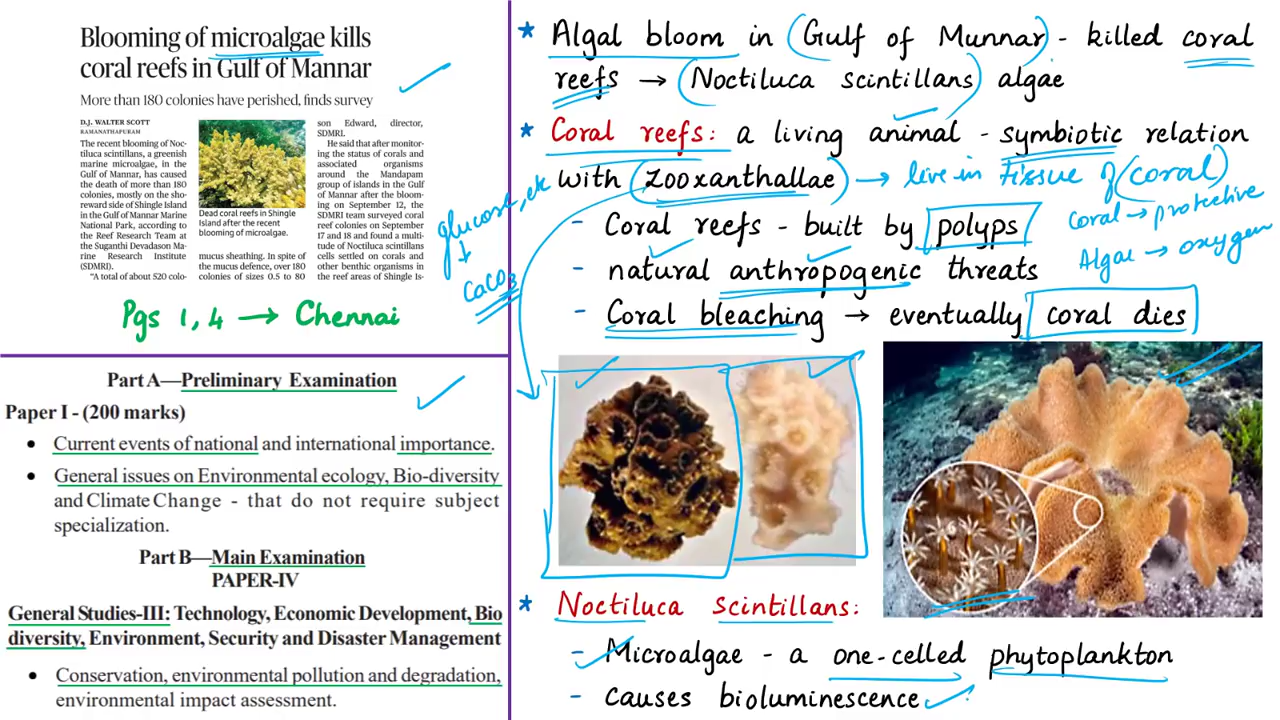 Blooming of microalgae kills
coral reefs in Gulf of Mannar
More than 180 colonies have perished, finds survey
D.J. WALTER SCOTT
RAMANATHAPURAM
The recent blooming of Noc-
tiluca scintillans, a greenish
marine microalgae, in the
Gulf of Mannar, has caused
the death of more than 180
colonies, mostly on the sho-
reward side of Shingle Island
in the Gulf of Mannar Marine
National Park, according to
the Reef Research Team at
the Suganthi Devadason Ma-
rine Research Institute
(SDMRI).
"A total of about 520 colo-
Dead coral reefs in Shingle
Island after the recent
blooming of microalgae.
mucus sheathing. In spite of
the mucus defence, over 180
colonies of sizes 0.5 to 80
son Edward, director,
SDMRI.
He said that after monitor-
ing the status of corals and
associated organisms
around the Mandapam
group of islands in the Gulf
of Mannar after the bloom-
ing on September 12, the
SDMRI team surveyed coral
reef colonies on September
17 and 18 and found a multi-
tude of Noctiluca scintillans
cells settled on corals and
other benthic organisms in
the reef areas of Shingle Is-
Pgs 1, 4 → Chennai
Part A—Preliminary Examination
Paper I - (200 marks)
• Current events of national and international importance.
• General issues on Environmental ecology, Bio-diversity
and Climate Change - that do not require subject
specialization.
Part B—Main Examination
PAPER-IV
General Studies-III: Technology, Economic Development, Bio
diversity, Environment, Security and Disaster Management
• Conservation, environmental pollution and degradation,
environmental impact assessment.
* Algal bloom in (Gulf of Munnar) - killed coral
reefs → (Noctiluca scintillans) algae
* Coral reefs: a living animal - symbiotic relation
with (zooxanthallae) → live in tissue of (coral)
glucose, etc
↓
CaCO3
Coral → protective
Algae → oxygen
- Coral reefs - built by polyps
- natural anthropogenic threats
- Coral bleaching → eventually coral dies
* Noctiluca scintillans:
- Microalgae - a one-celled phytoplankton
- causes bioluminescence